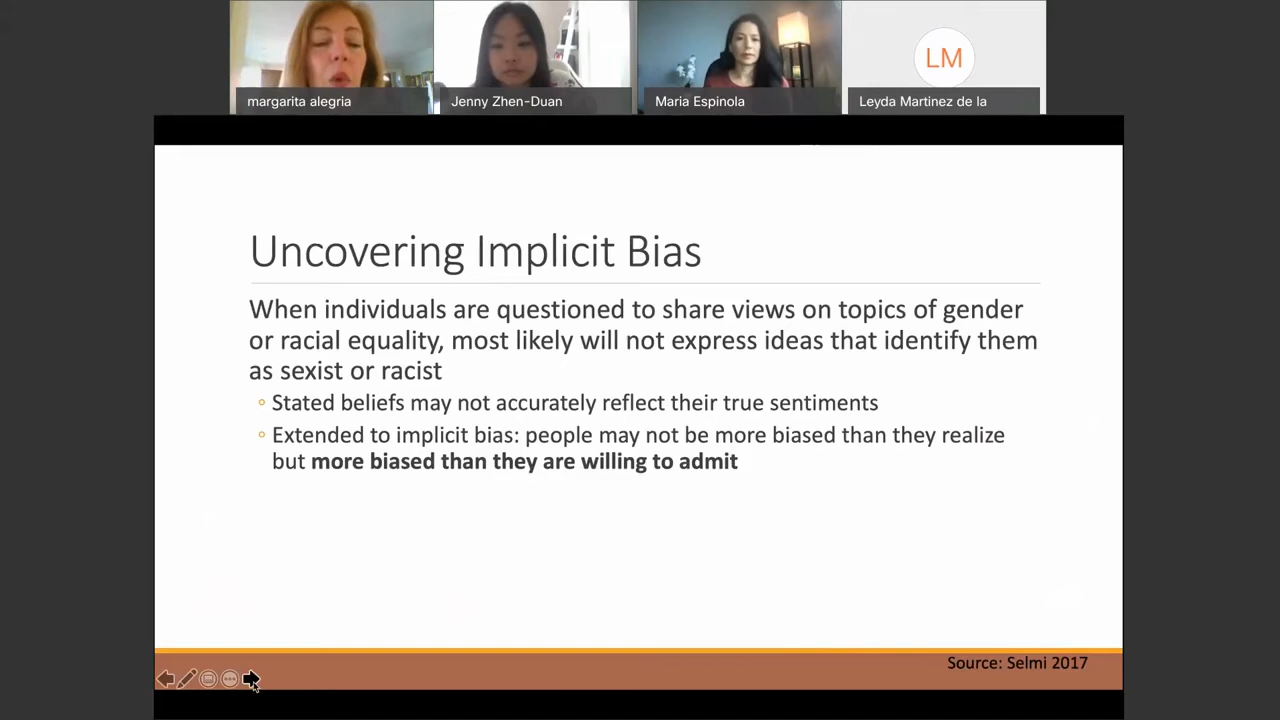 margarita alegria
Jenny Zhen-Duan
Maria Espinola
LM
Leyda Martinez de la
Uncovering Implicit Bias
When individuals are questioned to share views on topics of gender
or racial equality, most likely will not express ideas that identify them
as sexist or racist
Stated beliefs may not accurately reflect their true sentiments
Extended to implicit bias: people may not be more biased than they realize
but more biased than they are willing to admit
Source: Selmi 2017